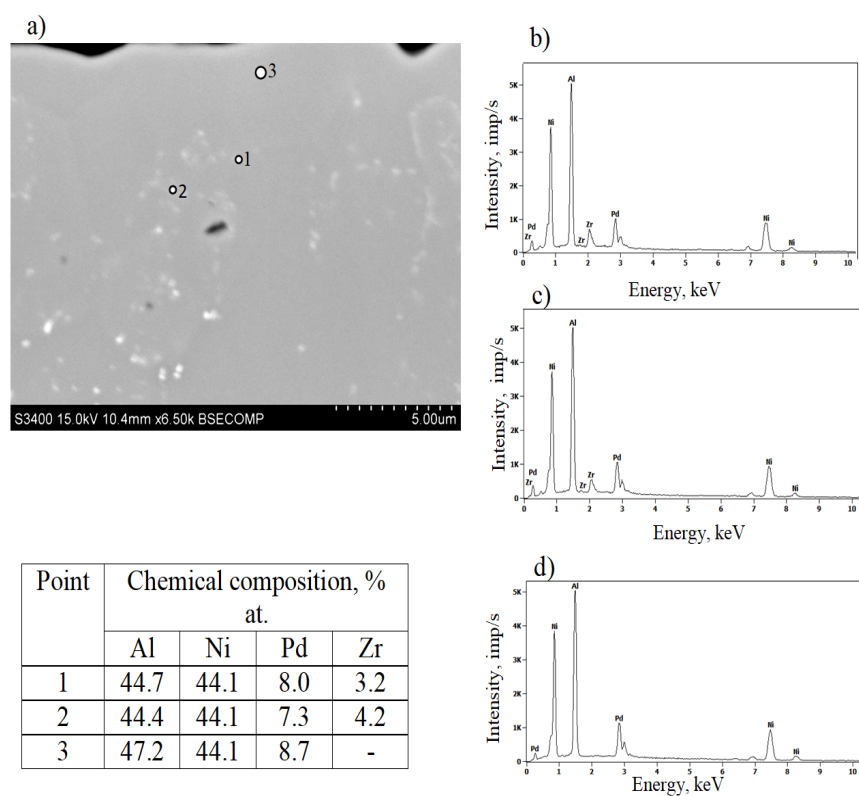 a)
3
1
2
S3400 15.0kV 10.4mm x6.50k BSECOMP 5.00um
b)
Intensity, imp/s
5K
4K
3K
2K
1K
0
Al
Ni
Pd
Zr
Zr
Zr
Pd
Ni
Ni
0 1 2 3 4 5 6 7 8 9 10
Energy, keV
c)
Intensity, imp/s
5K
4K
3K
2K
1K
0
Al
Ni
Pd
Zr
Zr
Zr
Pd
Ni
Ni
0 1 2 3 4 5 6 7 8 9 10
Energy, keV
Point Chemical composition, % at.
Al Ni Pd Zr
1 44.7 44.1 8.0 3.2
2 44.4 44.1 7.3 4.2
3 47.2 44.1 8.7 -
d)
Intensity, imp/s
5K
4K
3K
2K
1K
0
Al
Ni
Pd
Pd
Ni
Ni
0 1 2 3 4 5 6 7 8 9 10
Energy, keV